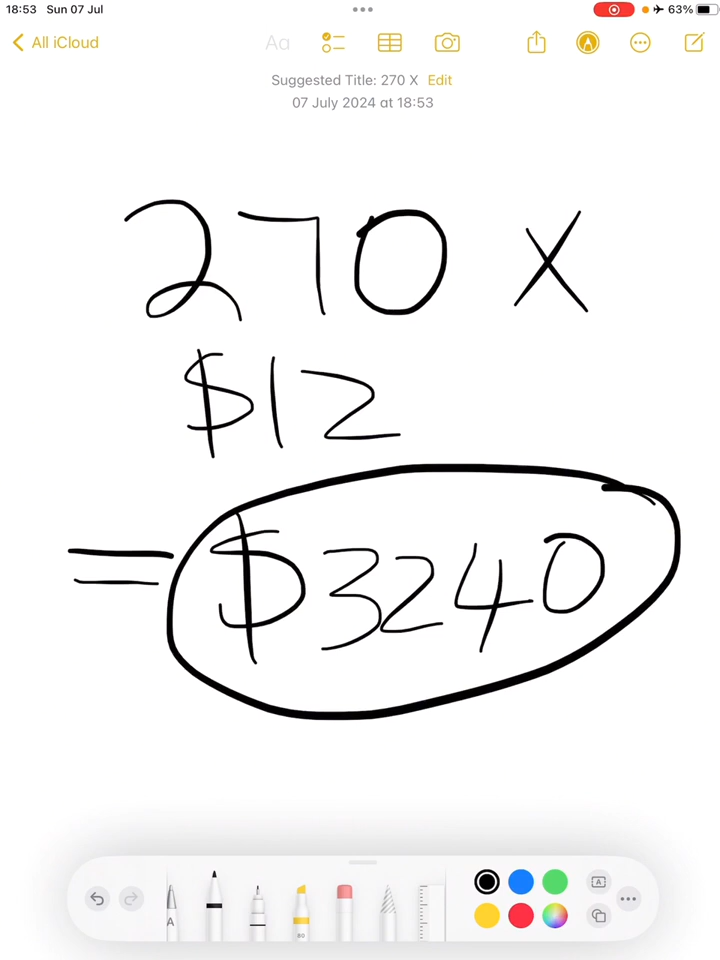 18:53 Sun 07 Jul
63%
All iCloud
Aa
Suggested Title: 270 X Edit
07 July 2024 at 18:53
270 X
$12
= $3240
A
80
A